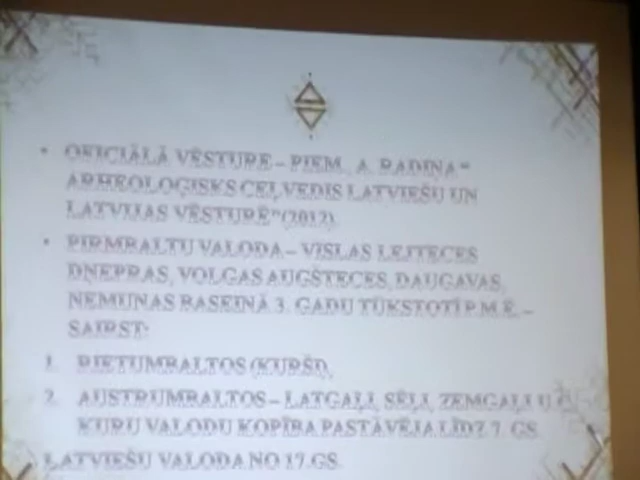 • OFICIĀLĀ VĒSTURE – PIEM., A. RADIŅA "
ARHEOLOĢISKS CEĻVEDIS LATVIEŠU UN
LATVIJAS VĒSTURĒ" (2012).
• PIRMBALTU VALODA – VISLAS LEJTECES
DŅEPRAS, VOLGAS AUGŠTECES, DAUGAVAS,
NEMUNAS BASEINĀ 3. GADU TŪKSTOTĪ P.M.Ē. –
SAIRST:
1. RIETUMBALTOS (KURŠI),
2. AUSTRUMBALTOS – LATGAĻI, SĒĻI, ZEMGAĻI U.C.
KURU VALODU KOPĪBA PASTĀVĒJA LĪDZ 7. GS.
LATVIEŠU VALODA NO 17.GS.